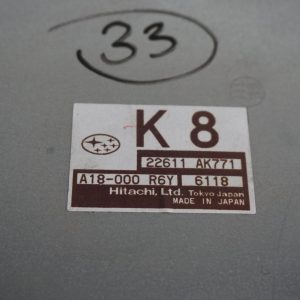 33
K 8
22611 AK771
A18-000 R6Y 6118
Hitachi, Ltd. Tokyo Japan
MADE IN JAPAN